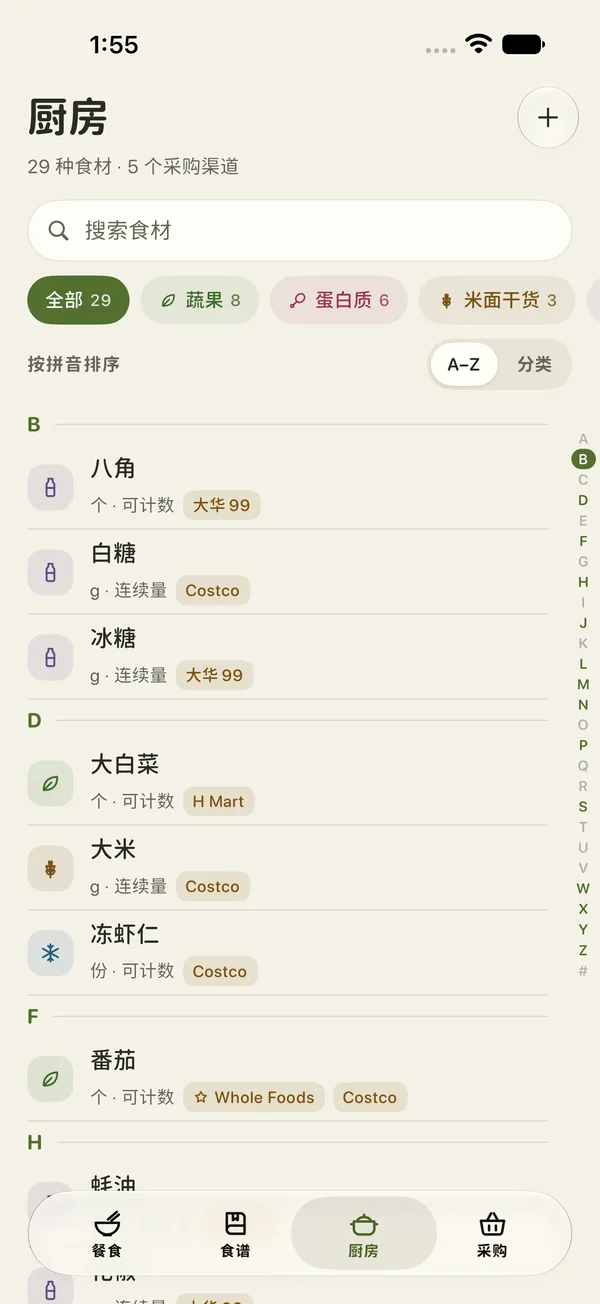 1:55
厨房
29 种食材 · 5 个采购渠道
搜索食材
全部 29 蔬果 8 蛋白质 6 米面干货 3
按拼音排序 A–Z 分类
B
八角
个 · 可计数 大华 99
白糖
g · 连续量 Costco
冰糖
g · 连续量 大华 99
D
大白菜
个 · 可计数 H Mart
大米
g · 连续量 Costco
冻虾仁
份 · 可计数 Costco
F
番茄
个 · 可计数 Whole Foods Costco
H
蚝油
餐食 食谱 厨房 采购
A
B
C
D
E
F
G
H
I
J
K
L
M
N
O
P
Q
R
S
T
U
V
W
X
Y
Z
#